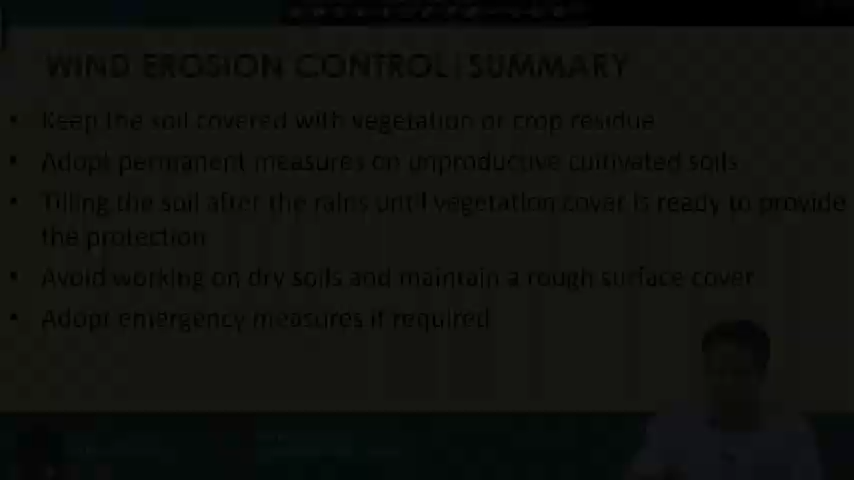 WIND EROSION CONTROL|SUMMARY
• Keep the soil covered with vegetation or crop residue
• Adopt permanent measures on unproductive cultivated soils
• Tilling the soil after the rains until vegetation cover is ready to provide
the protection
• Avoid working on dry soils and maintain a rough surface cover
• Adopt emergency measures if required